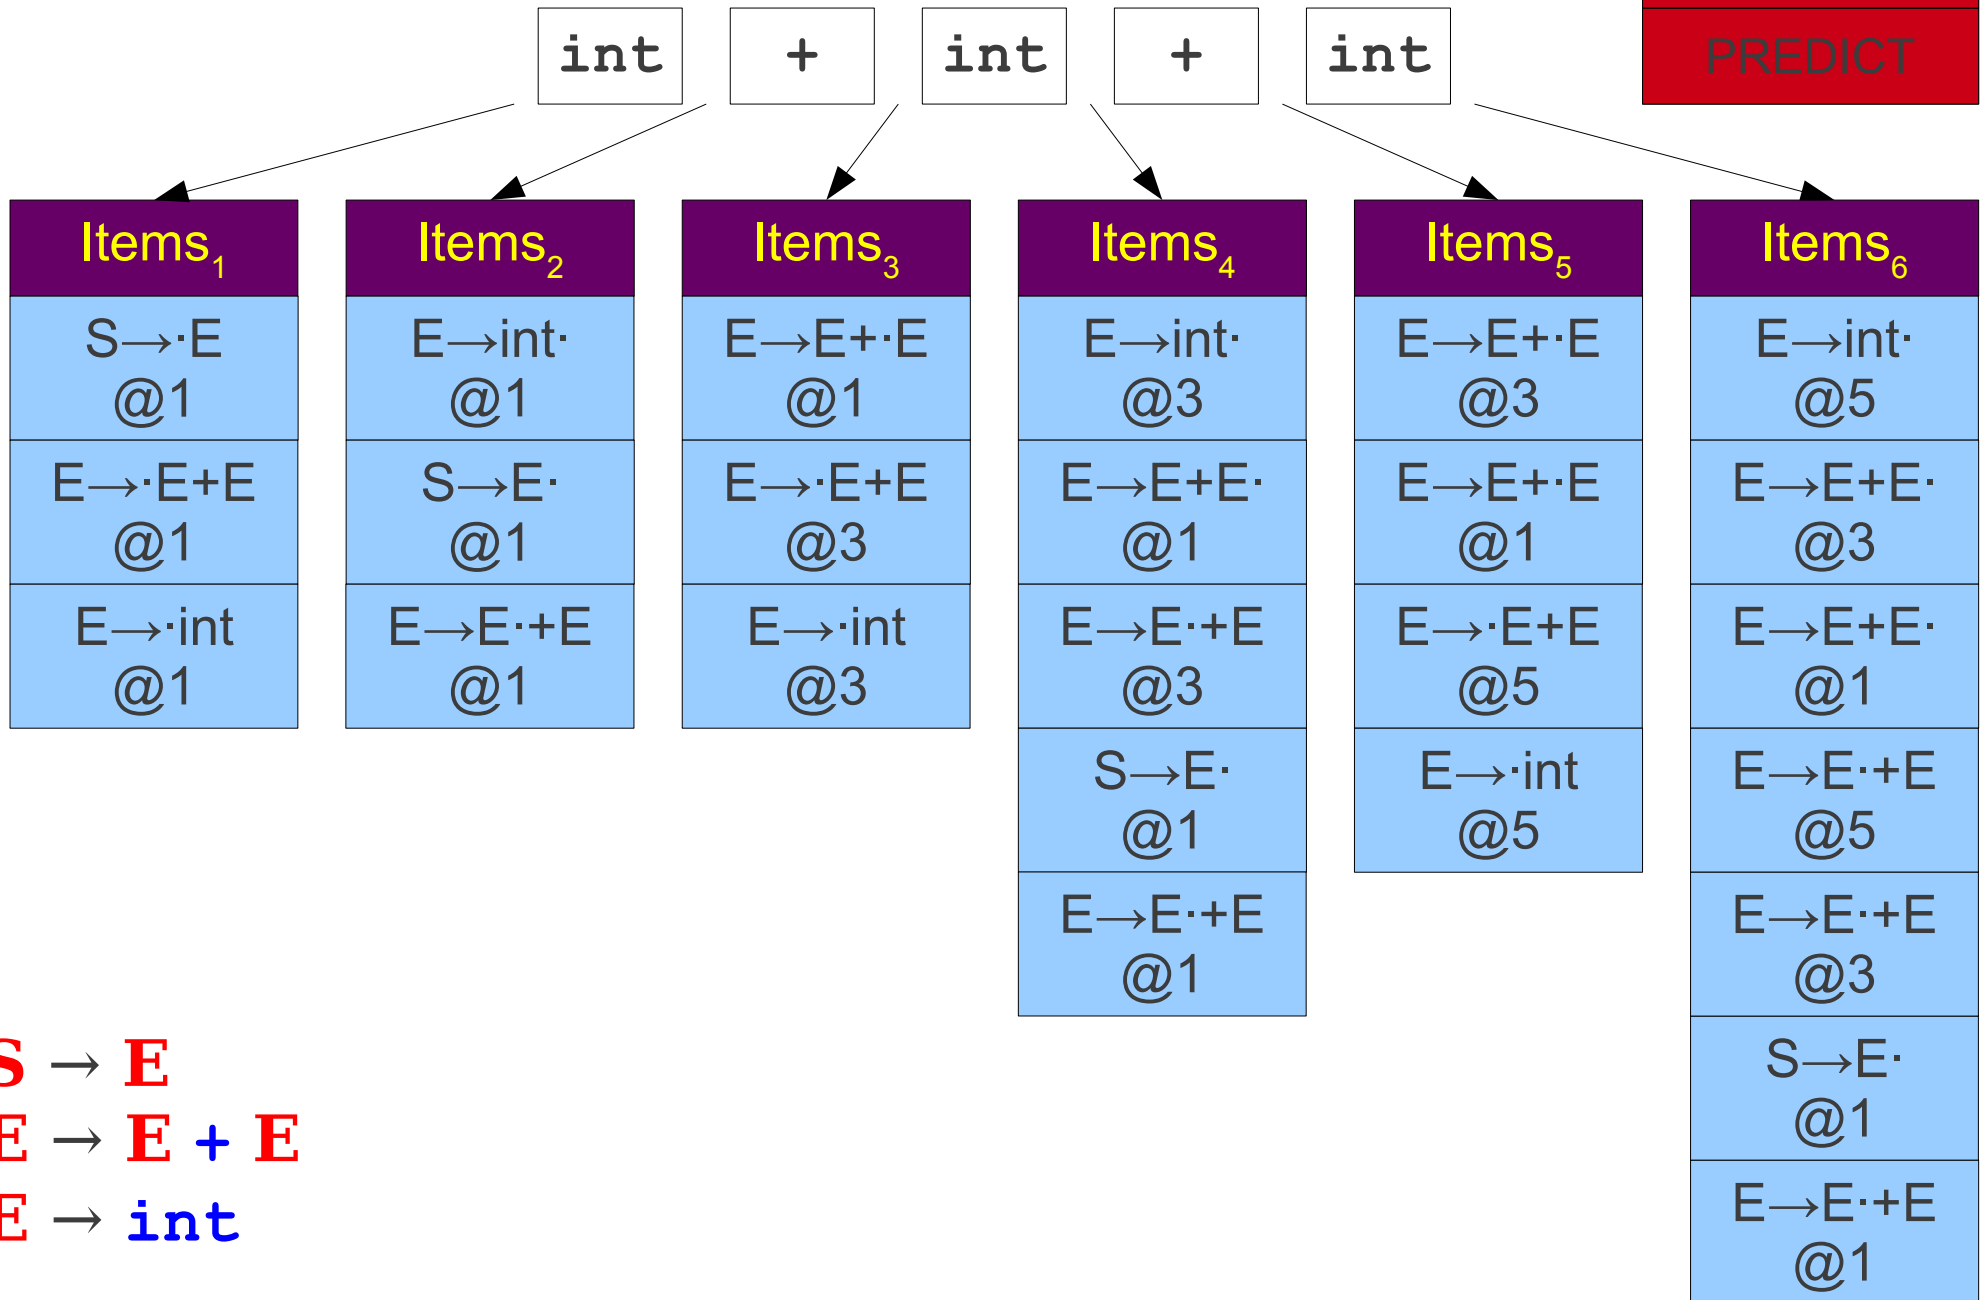 int + int + int PREDICT
Items1 Items2 Items3 Items4 Items5 Items6
S→·E E→int· E→E+·E E→int· E→E+·E E→int·
@1 @1 @1 @3 @3 @5
E→·E+E S→E· E→·E+E E→E+E· E→E+·E E→E+E·
@1 @1 @3 @1 @1 @3
E→·int E→E·+E E→·int E→E·+E E→·E+E E→E+E·
@1 @1 @3 @3 @5 @1
S→E· E→·int E→E·+E
@1 @5 @5
E→E·+E E→E·+E
@1 @3
S → E S→E·
@1
E → E + E
E → int E→E·+E
@1